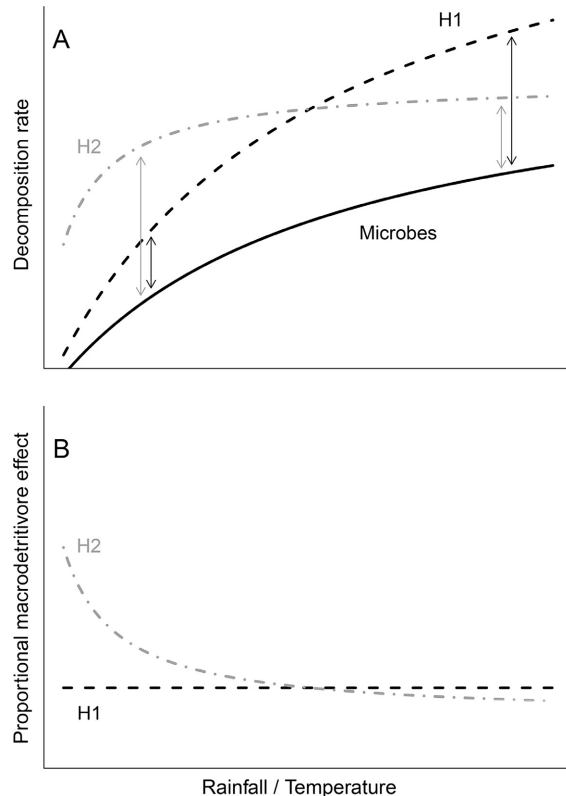 A
H1
H2
Microbes
Decomposition rate
B
H2
H1
Proportional macrodetritivore effect
Rainfall / Temperature